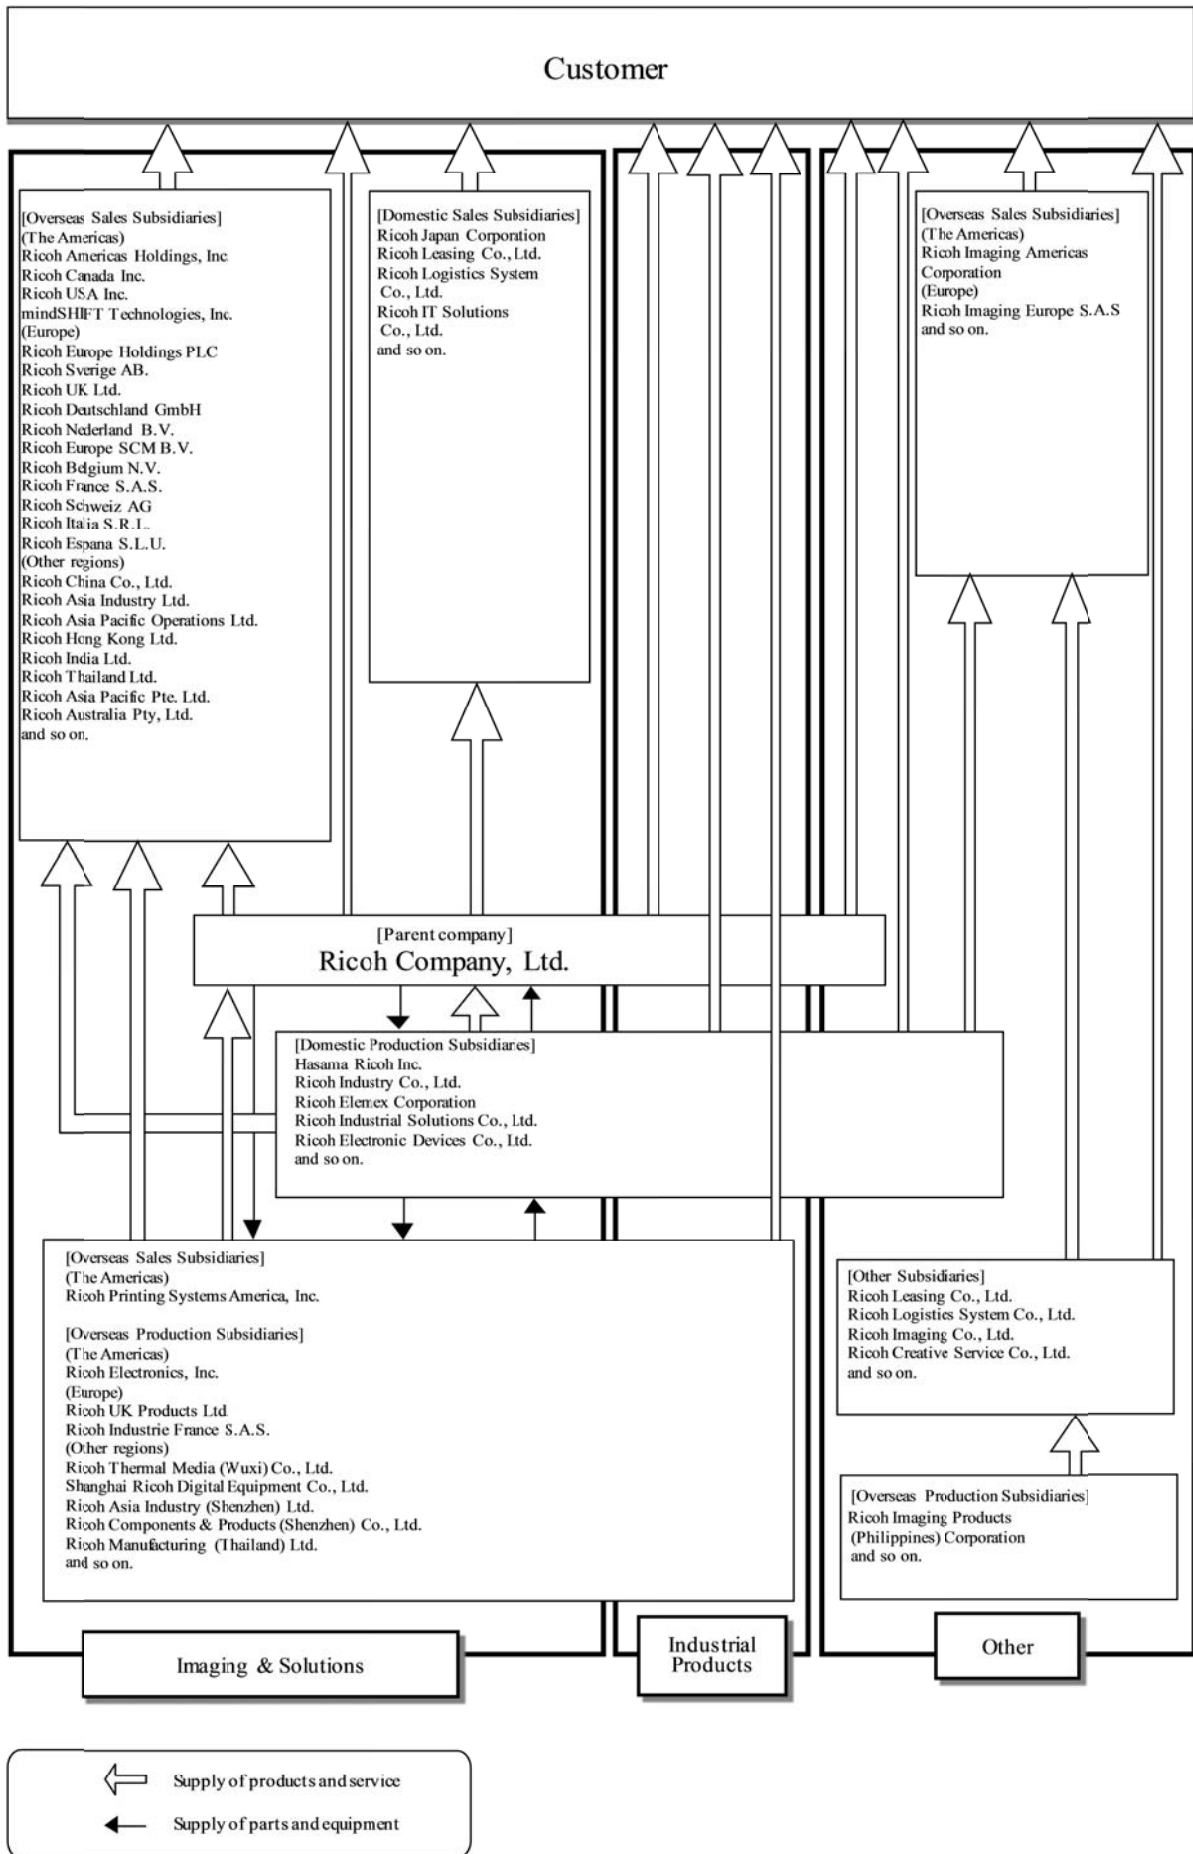 Customer
[Overseas Sales Subsidiaries]
(The Americas)
Ricoh Americas Holdings, Inc
Ricoh Canada Inc.
Ricoh USA Inc.
mindSHIFT Technologies, Inc.
(Europe)
Ricoh Europe Holdings PLC
Ricoh Sverige AB.
Ricoh UK Ltd.
Ricoh Deutschland GmbH
Ricoh Nederland B.V.
Ricoh Europe SCM B.V.
Ricoh Belgium N.V.
Ricoh France S.A.S.
Ricoh Schweiz AG
Ricoh Italia S.R.L.
Ricoh Espana S.L.U.
(Other regions)
Ricoh China Co., Ltd.
Ricoh Asia Industry Ltd.
Ricoh Asia Pacific Operations Ltd.
Ricoh Hong Kong Ltd.
Ricoh India Ltd.
Ricoh Thailand Ltd.
Ricoh Asia Pacific Pte. Ltd.
Ricoh Australia Pty, Ltd.
and so on.
[Domestic Sales Subsidiaries]
Ricoh Japan Corporation
Ricoh Leasing Co., Ltd.
Ricoh Logistics System
Co., Ltd.
Ricoh IT Solutions
Co., Ltd.
and so on.
[Overseas Sales Subsidiaries]
(The Americas)
Ricoh Imaging Americas
Corporation
(Europe)
Ricoh Imaging Europe S.A.S
and so on.
[Parent company]
Ricoh Company, Ltd.
[Domestic Production Subsidiares]
Hasama Ricoh Inc.
Ricoh Industry Co., Ltd.
Ricoh Elemex Corporation
Ricoh Industrial Solutions Co., Ltd.
Ricoh Electronic Devices Co., Ltd.
and so on.
[Overseas Sales Subsidiaries]
(The Americas)
Ricoh Printing Systems America, Inc.
[Overseas Production Subsidiaries]
(The Americas)
Ricoh Electronics, Inc.
(Europe)
Ricoh UK Products Ltd
Ricoh Industrie France S.A.S.
(Other regions)
Ricoh Thermal Media (Wuxi) Co., Ltd.
Shanghai Ricoh Digital Equipment Co., Ltd.
Ricoh Asia Industry (Shenzhen) Ltd.
Ricoh Components & Products (Shenzhen) Co., Ltd.
Ricoh Manufacturing (Thailand) Ltd.
and so on.
[Other Subsidiaries]
Ricoh Leasing Co., Ltd.
Ricoh Logistics System Co., Ltd.
Ricoh Imaging Co., Ltd.
Ricoh Creative Service Co., Ltd.
and so on.
[Overseas Production Subsidiaries]
Ricoh Imaging Products
(Philippines) Corporation
and so on.
Imaging & Solutions
Industrial
Products
Other
Supply of products and service
Supply of parts and equipment